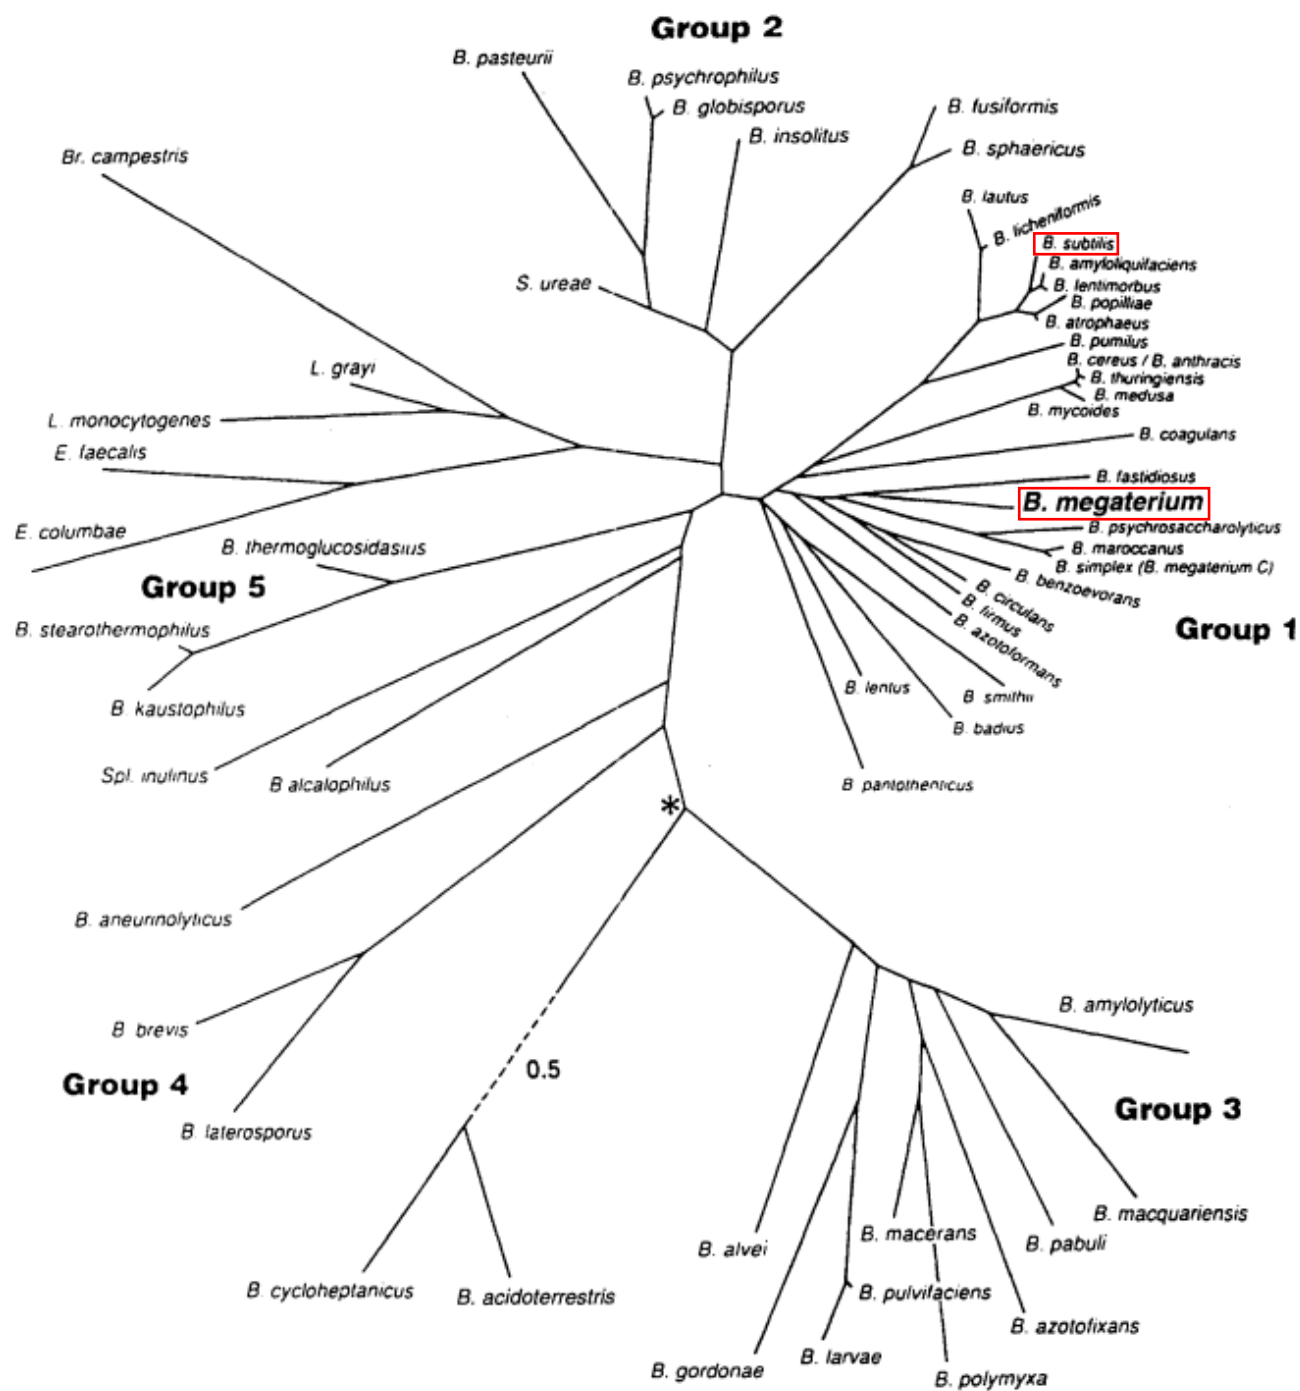 Group 2
B. pasteurii
B. psychrophilus
B. globisporus
B. insolitus
B. fusiformis
B. sphaericus
Br. campestris
B. lautus
B. licheniformis
B. subtilis
B. amyloliquifaciens
B. lentimorbus
B. popilliae
B. atrophaeus
B. pumilus
B. cereus / B. anthracis
B. thuringiensis
B. medusa
B. mycoides
S. ureae
L. grayi
L. monocytogenes
E. faecalis
B. coagulans
B. fastidiosus
B. megaterium
B. psychrosaccharolyticus
B. maroccanus
B. simplex (B. megaterium C)
B. benzoevorans
B. circulans
B. firmus
B. azotoformans
Group 1
E. columbae
B. thermoglucosidasius
Group 5
B. stearothermophilus
B. kaustophilus
B. lentus
B. smithii
B. badius
B. pantothenticus
Spl. inulinus
B alcalophilus
*
B. aneurinolyticus
B. brevis
Group 4
B. laterosporus
0.5
B. cycloheptanicus
B. acidoterrestris
B. amylolyticus
Group 3
B. macquariensis
B. pabuli
B. macerans
B. alvei
B. pulvifaciens
B. azotofixans
B. larvae
B. gordonae
B. polymyxa